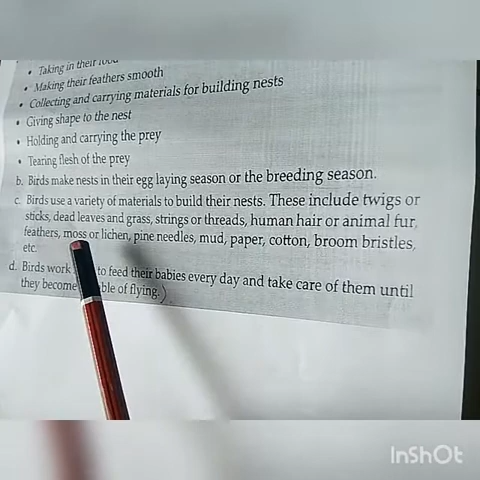 • Taking in their food
• Making their feathers smooth
• Collecting and carrying materials for building nests
• Giving shape to the nest
• Holding and carrying the prey
• Tearing flesh of the prey
b. Birds make nests in their egg laying season or the breeding season.
c. Birds use a variety of materials to build their nests. These include twigs or
sticks, dead leaves and grass, strings or threads, human hair or animal fur,
feathers, moss or lichen, pine needles, mud, paper, cotton, broom bristles,
etc.
d. Birds work to feed their babies every day and take care of them until
they become ble of flying.)
InShOt